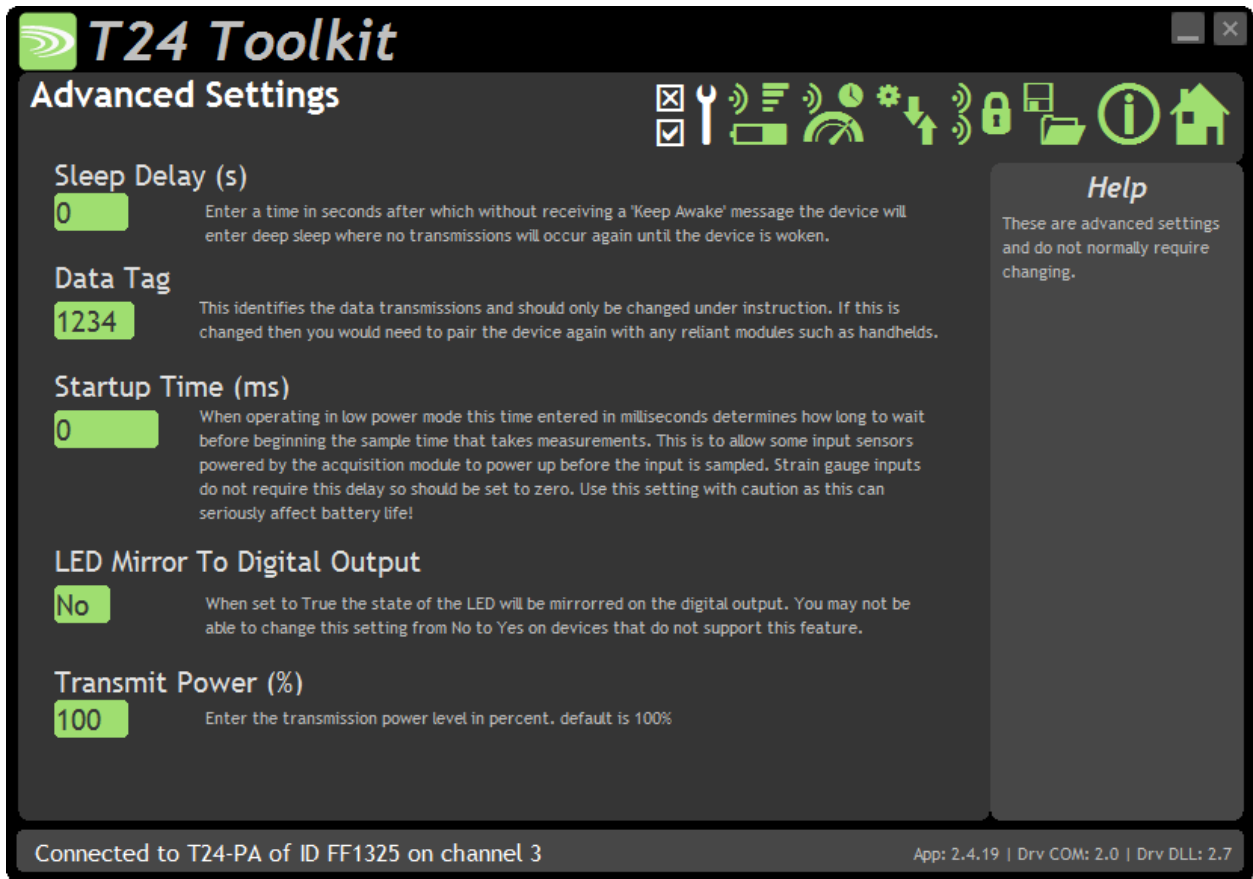 T24 Toolkit
Advanced Settings
Sleep Delay (s)
0
Enter a time in seconds after which without receiving a 'Keep Awake' message the device will
enter deep sleep where no transmissions will occur again until the device is woken.
Data Tag
1234
This identifies the data transmissions and should only be changed under instruction. If this is
changed then you would need to pair the device again with any reliant modules such as handhelds.
Startup Time (ms)
0
When operating in low power mode this time entered in milliseconds determines how long to wait
before beginning the sample time that takes measurements. This is to allow some input sensors
powered by the acquisition module to power up before the input is sampled. Strain gauge inputs
do not require this delay so should be set to zero. Use this setting with caution as this can
seriously affect battery life!
LED Mirror To Digital Output
No
When set to True the state of the LED will be mirrorred on the digital output. You may not be
able to change this setting from No to Yes on devices that do not support this feature.
Transmit Power (%)
100
Enter the transmission power level in percent. default is 100%
Help
These are advanced settings
and do not normally require
changing.
Connected to T24-PA of ID FF1325 on channel 3
App: 2.4.19 | Drv COM: 2.0 | Drv DLL: 2.7